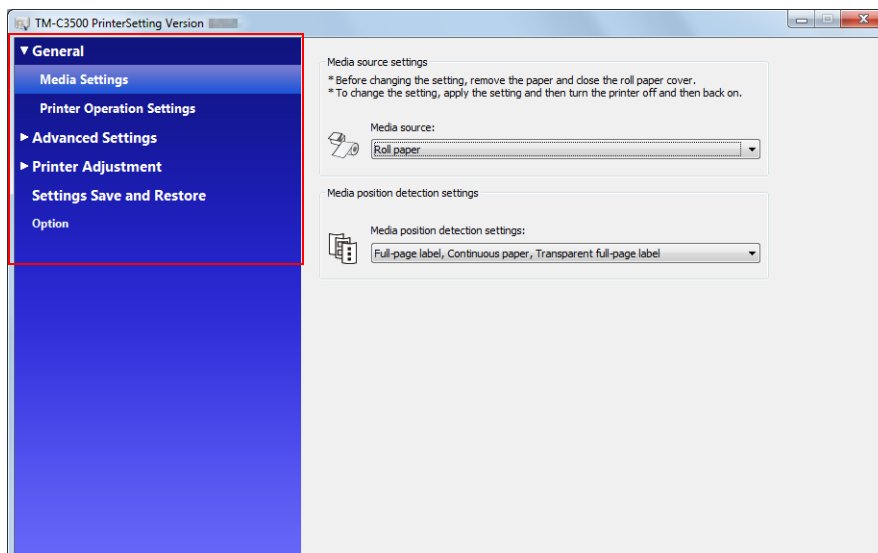 TM-C3500 PrinterSetting Version
▼ General
Media Settings
Printer Operation Settings
► Advanced Settings
► Printer Adjustment
Settings Save and Restore
Option
Media source settings
* Before changing the setting, remove the paper and close the roll paper cover.
* To change the setting, apply the setting and then turn the printer off and then back on.
Media source:
Roll paper
Media position detection settings
Media position detection settings:
Full-page label, Continuous paper, Transparent full-page label